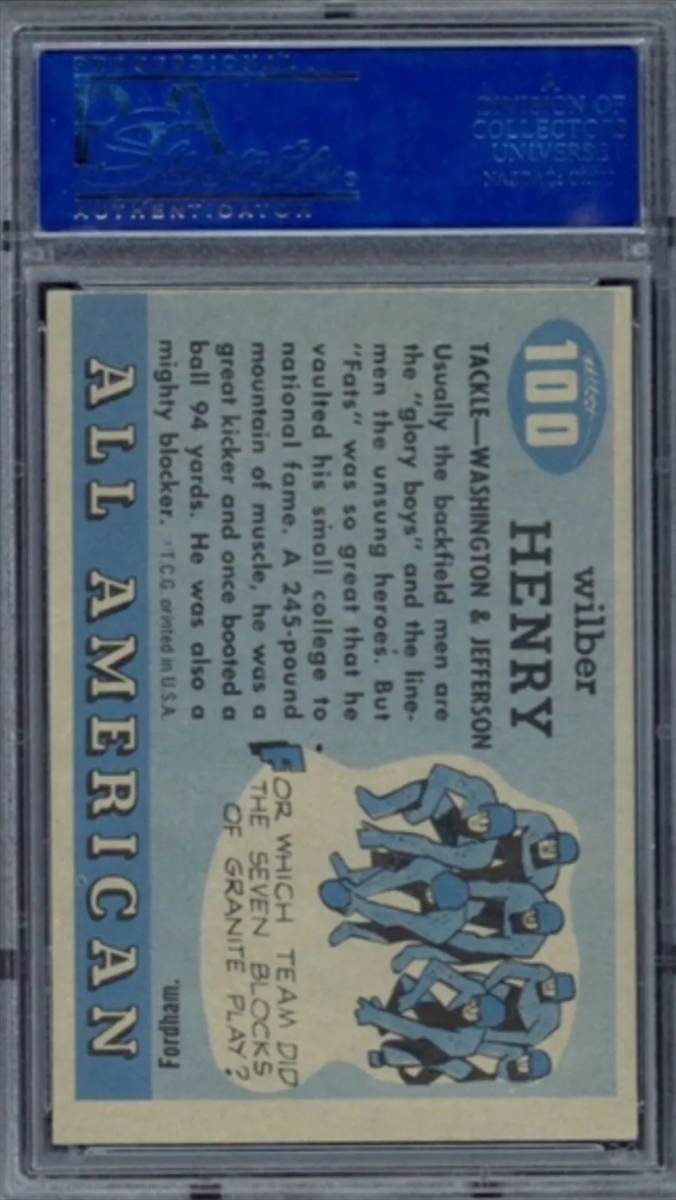 PROFESSIONAL
PSA
Sports®
AUTHENTICATOR
A
DIVISION OF
COLLECTORS
UNIVERSE
100
wilber
HENRY
TACKLE—WASHINGTON & JEFFERSON
Usually the backfield men are
the "glory boys" and the line-
men the unsung heroes. But
"Fats" was so great that he
vaulted his small college to
national fame. A 245-pound
mountain of muscle, he was a
great kicker and once booted a
ball 94 yards. He was also a
mighty blocker. T.C.G. printed in U.S.A.
FOR WHICH TEAM DID
THE SEVEN BLOCKS
OF GRANITE PLAY?
Fordham.
ALL AMERICAN